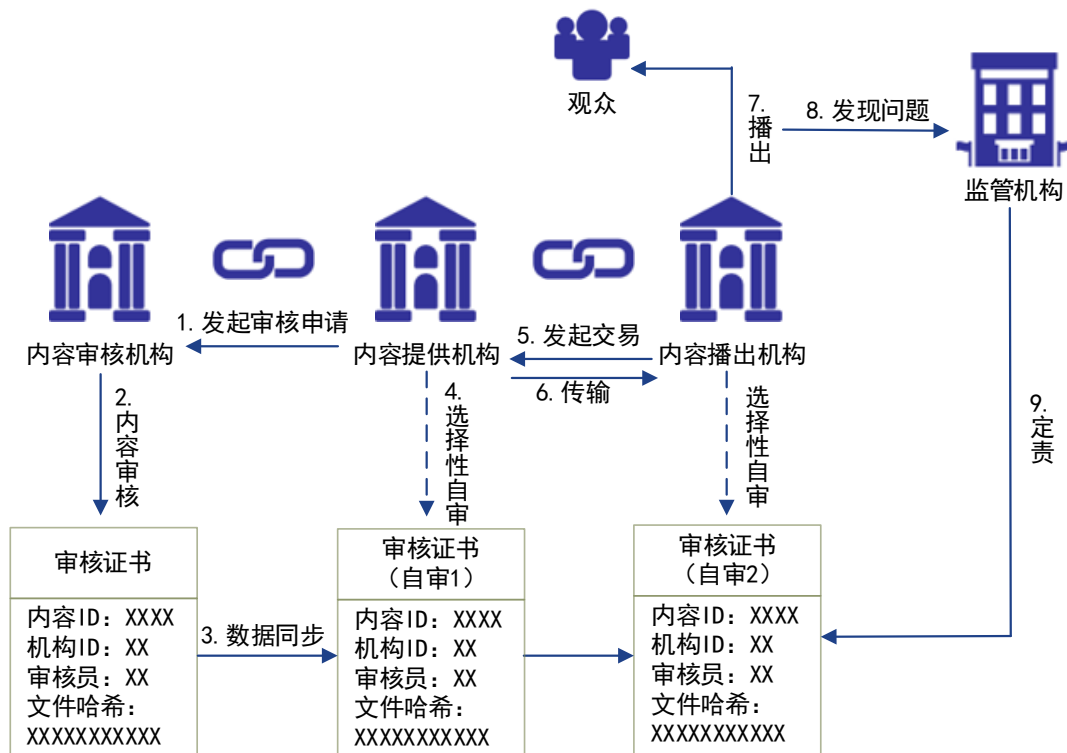 观众
7.播出
8.发现问题
监管机构
1.发起审核申请
5.发起交易
内容审核机构
内容提供机构
内容播出机构
6.传输
2.内容审核
4.选择性自审
选择性自审
9.定责
审核证书
审核证书
（自审1）
审核证书
（自审2）
内容ID：XXXX
机构ID：XX
审核员：XX
文件哈希：
XXXXXXXXXXX
3.数据同步
内容ID：XXXX
机构ID：XX
审核员：XX
文件哈希：
XXXXXXXXXXX
内容ID：XXXX
机构ID：XX
审核员：XX
文件哈希：
XXXXXXXXXXX